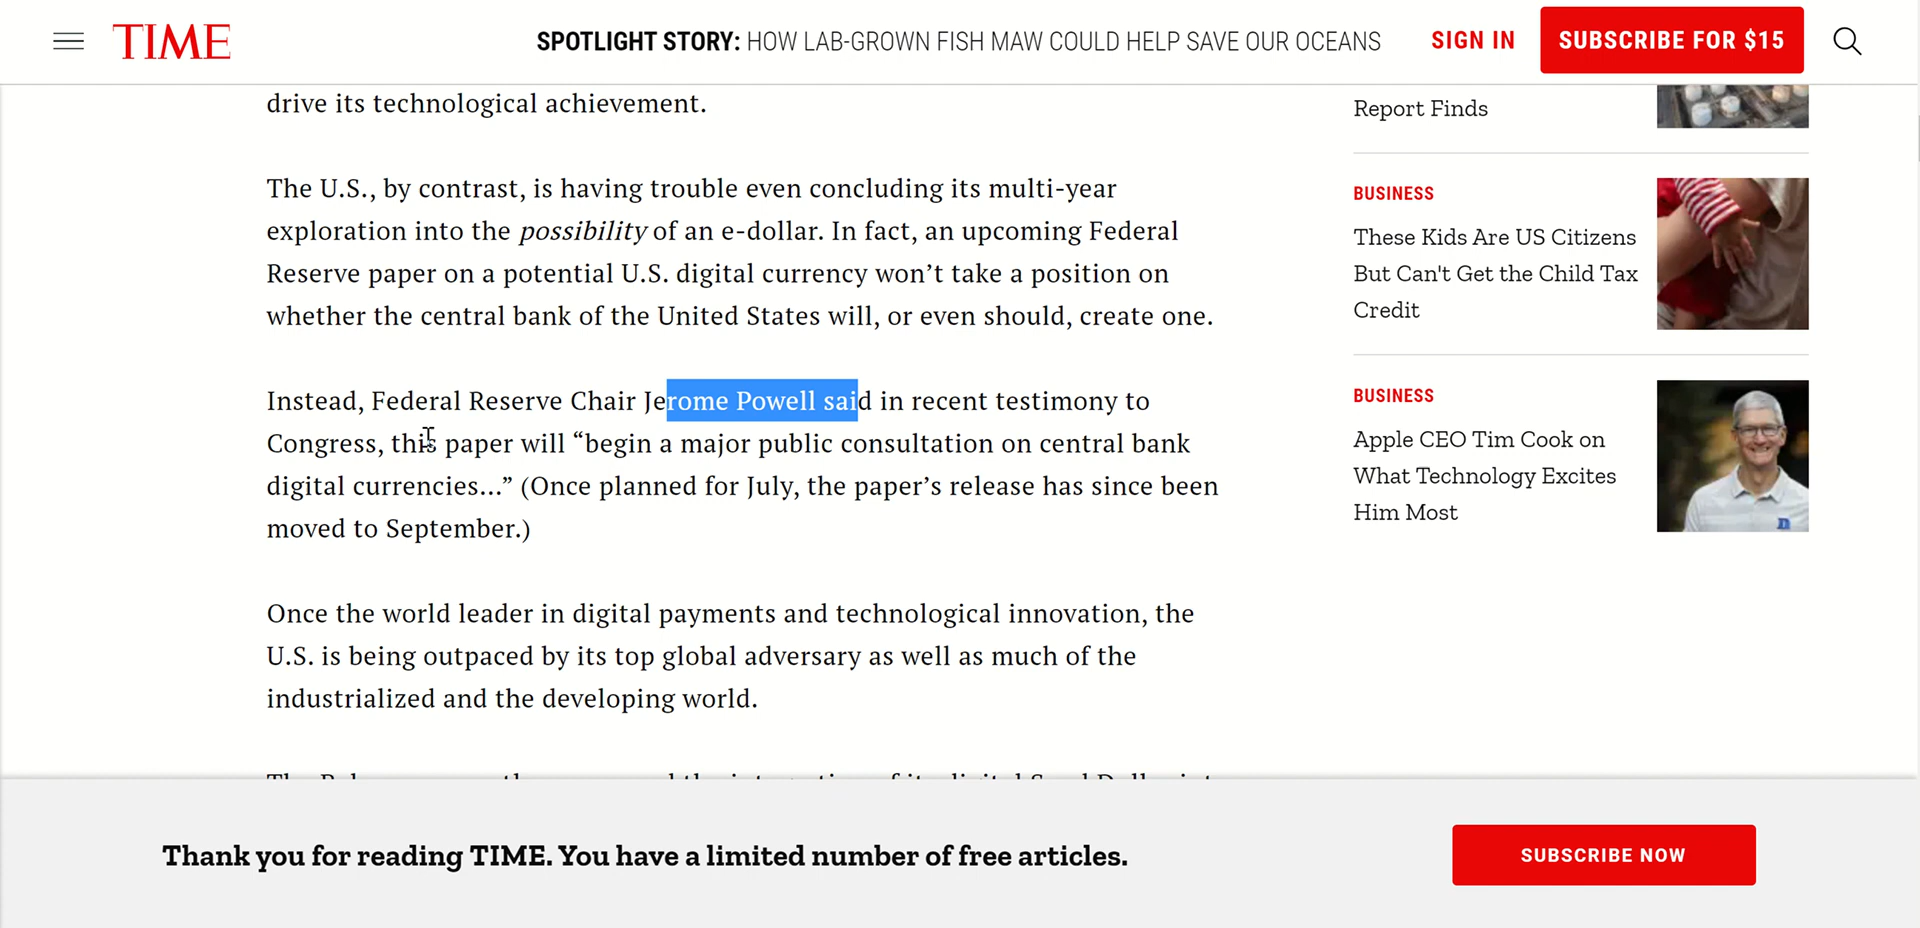 TIME
SPOTLIGHT STORY: HOW LAB-GROWN FISH MAW COULD HELP SAVE OUR OCEANS
SIGN IN
SUBSCRIBE FOR $15
drive its technological achievement.
The U.S., by contrast, is having trouble even concluding its multi-year
exploration into the possibility of an e-dollar. In fact, an upcoming Federal
Reserve paper on a potential U.S. digital currency won’t take a position on
whether the central bank of the United States will, or even should, create one.
Instead, Federal Reserve Chair Jerome Powell said in recent testimony to
Congress, this paper will “begin a major public consultation on central bank
digital currencies...” (Once planned for July, the paper’s release has since been
moved to September.)
Once the world leader in digital payments and technological innovation, the
U.S. is being outpaced by its top global adversary as well as much of the
industrialized and the developing world.
Report Finds
BUSINESS
These Kids Are US Citizens
But Can't Get the Child Tax
Credit
BUSINESS
Apple CEO Tim Cook on
What Technology Excites
Him Most
Thank you for reading TIME. You have a limited number of free articles.
SUBSCRIBE NOW